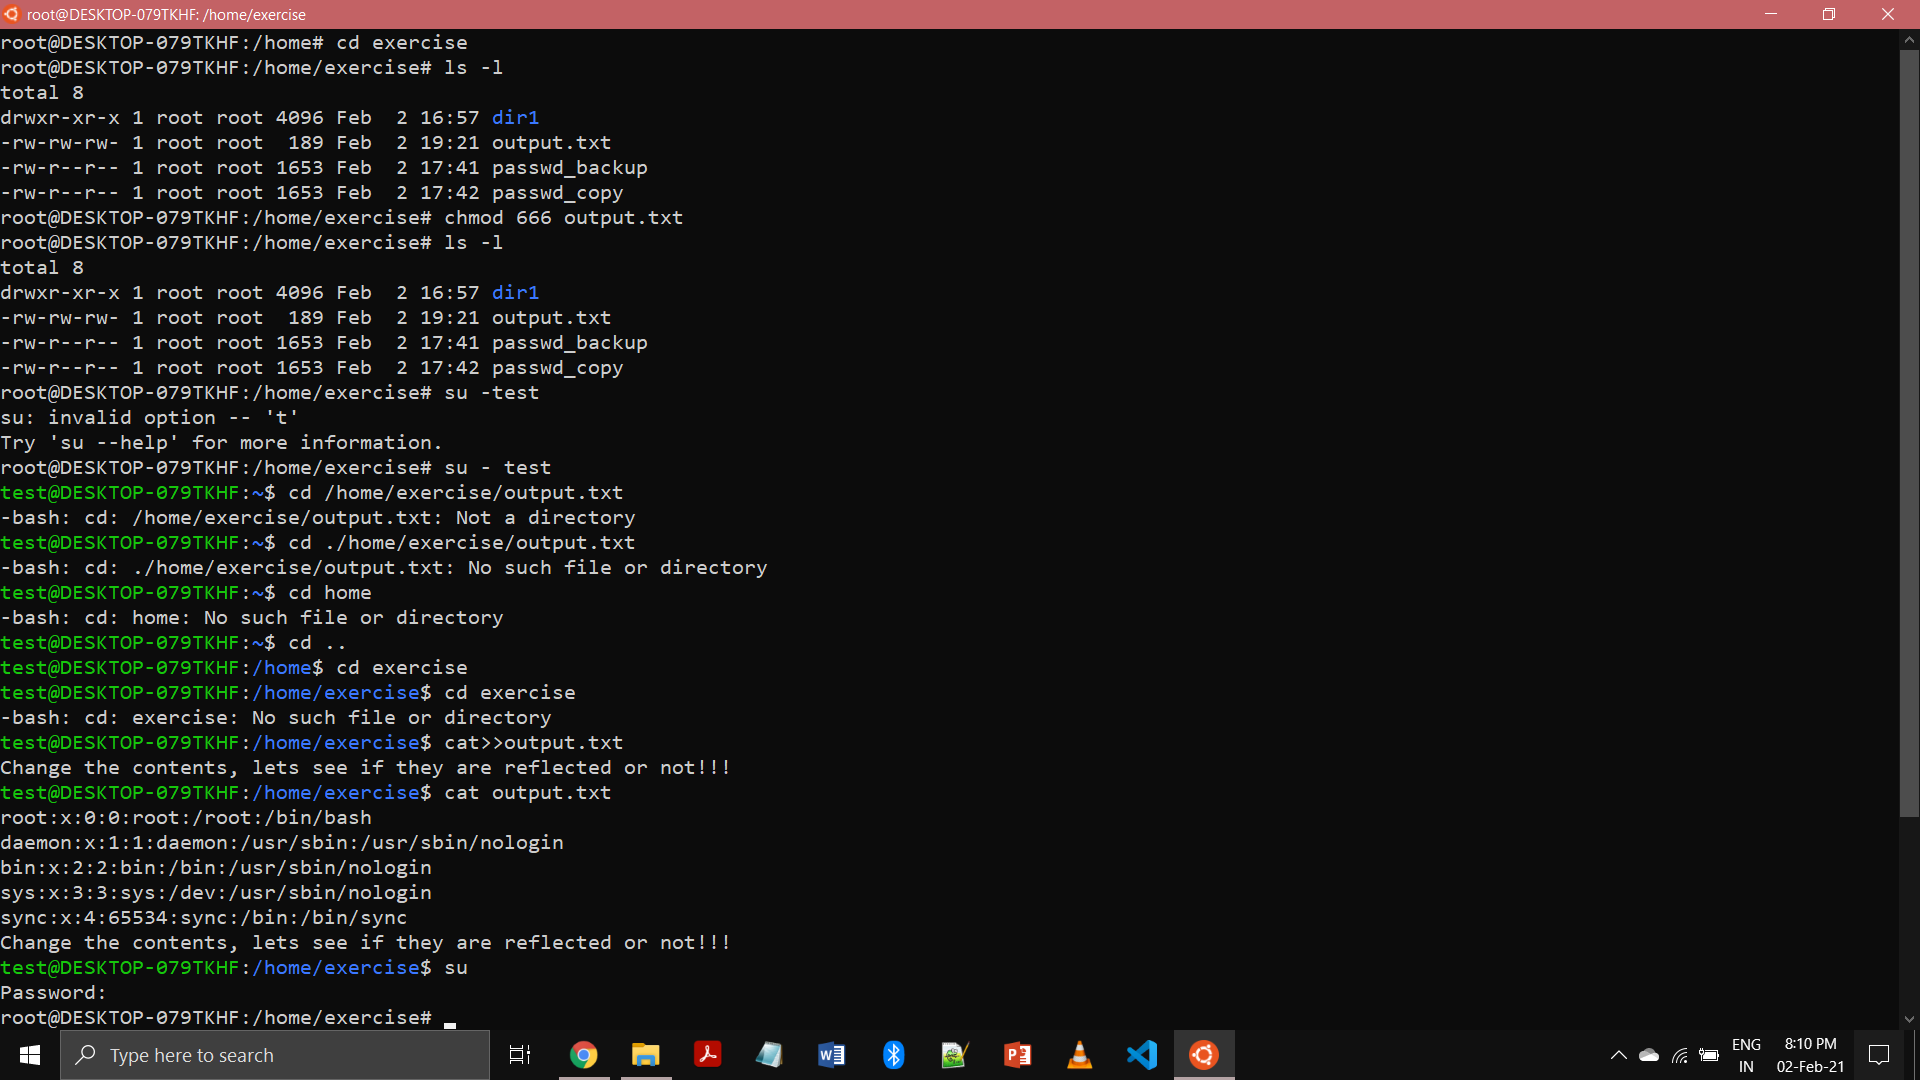 root@DESKTOP-079TKHF: /home/exercise
root@DESKTOP-079TKHF:/home# cd exercise
root@DESKTOP-079TKHF:/home/exercise# ls -l
total 8
drwxr-xr-x 1 root root 4096 Feb  2 16:57 dir1
-rw-rw-rw- 1 root root  189 Feb  2 19:21 output.txt
-rw-r--r-- 1 root root 1653 Feb  2 17:41 passwd_backup
-rw-r--r-- 1 root root 1653 Feb  2 17:42 passwd_copy
root@DESKTOP-079TKHF:/home/exercise# chmod 666 output.txt
root@DESKTOP-079TKHF:/home/exercise# ls -l
total 8
drwxr-xr-x 1 root root 4096 Feb  2 16:57 dir1
-rw-rw-rw- 1 root root  189 Feb  2 19:21 output.txt
-rw-r--r-- 1 root root 1653 Feb  2 17:41 passwd_backup
-rw-r--r-- 1 root root 1653 Feb  2 17:42 passwd_copy
root@DESKTOP-079TKHF:/home/exercise# su -test
su: invalid option -- 't'
Try 'su --help' for more information.
root@DESKTOP-079TKHF:/home/exercise# su - test
test@DESKTOP-079TKHF:~$ cd /home/exercise/output.txt
-bash: cd: /home/exercise/output.txt: Not a directory
test@DESKTOP-079TKHF:~$ cd ./home/exercise/output.txt
-bash: cd: ./home/exercise/output.txt: No such file or directory
test@DESKTOP-079TKHF:~$ cd home
-bash: cd: home: No such file or directory
test@DESKTOP-079TKHF:~$ cd ..
test@DESKTOP-079TKHF:/home$ cd exercise
test@DESKTOP-079TKHF:/home/exercise$ cd exercise
-bash: cd: exercise: No such file or directory
test@DESKTOP-079TKHF:/home/exercise$ cat>>output.txt
Change the contents, lets see if they are reflected or not!!!
test@DESKTOP-079TKHF:/home/exercise$ cat output.txt
root:x:0:0:root:/root:/bin/bash
daemon:x:1:1:daemon:/usr/sbin:/usr/sbin/nologin
bin:x:2:2:bin:/bin:/usr/sbin/nologin
sys:x:3:3:sys:/dev:/usr/sbin/nologin
sync:x:4:65534:sync:/bin:/bin/sync
Change the contents, lets see if they are reflected or not!!!
test@DESKTOP-079TKHF:/home/exercise$ su
Password:
root@DESKTOP-079TKHF:/home/exercise#
Type here to search
ENG
IN
8:10 PM
02-Feb-21